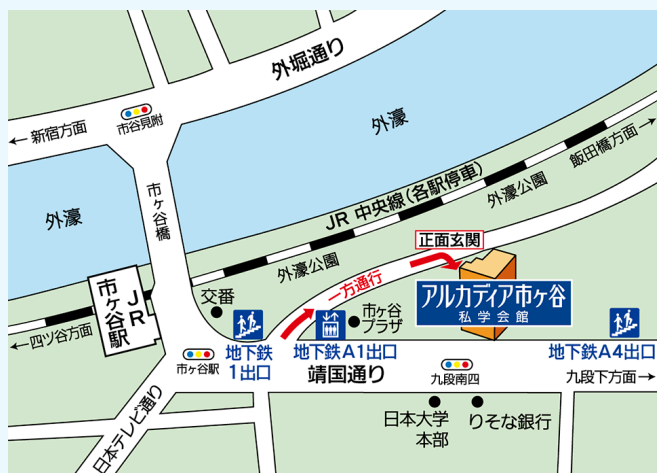 外堀通り
市谷見附
←新宿方面
外濠
飯田橋方面→
外濠
市ヶ谷橋
JR 中央線(各駅停車)
外濠公園
正面玄関
外濠公園
JR
市ヶ谷駅
交番
一方通行
アルカディア市ヶ谷
私学会館
市ヶ谷
プラザ
←四ツ谷方面
市ヶ谷駅
地下鉄
1出口
地下鉄A1出口
地下鉄A4出口
靖国通り
九段南四
九段下方面→
日本テレビ通り
日本大学
本部
りそな銀行